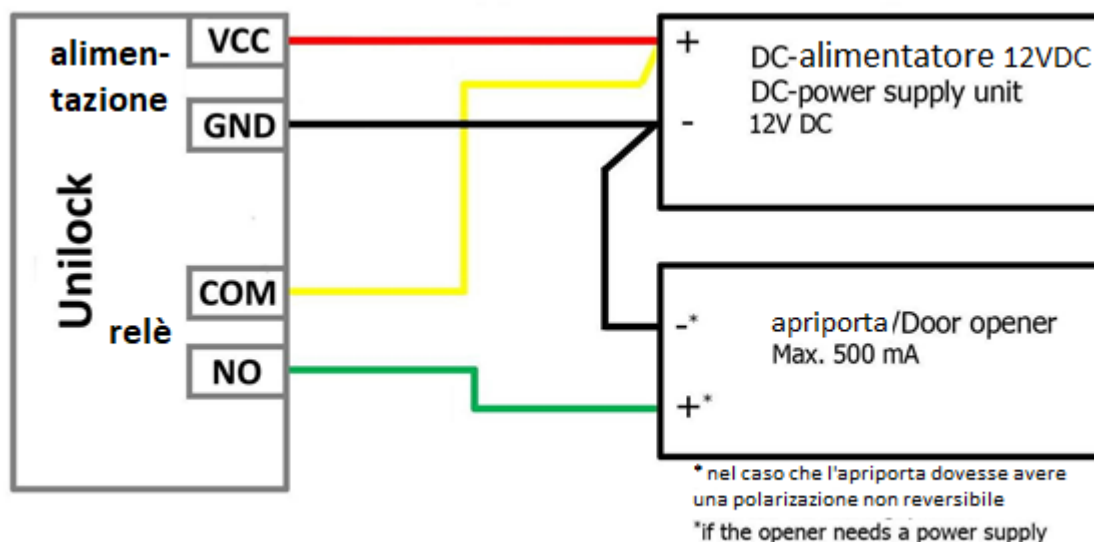 alimen-
tazione
VCC
GND
Unilock
COM
relè
NO
+
DC-alimentatore 12VDC
DC-power supply unit
-
12V DC
-*
apriporta/Door opener
Max. 500 mA
+*
* nel caso che l'apriporta dovesse avere
una polarizazione non reversibile
*if the opener needs a power supply